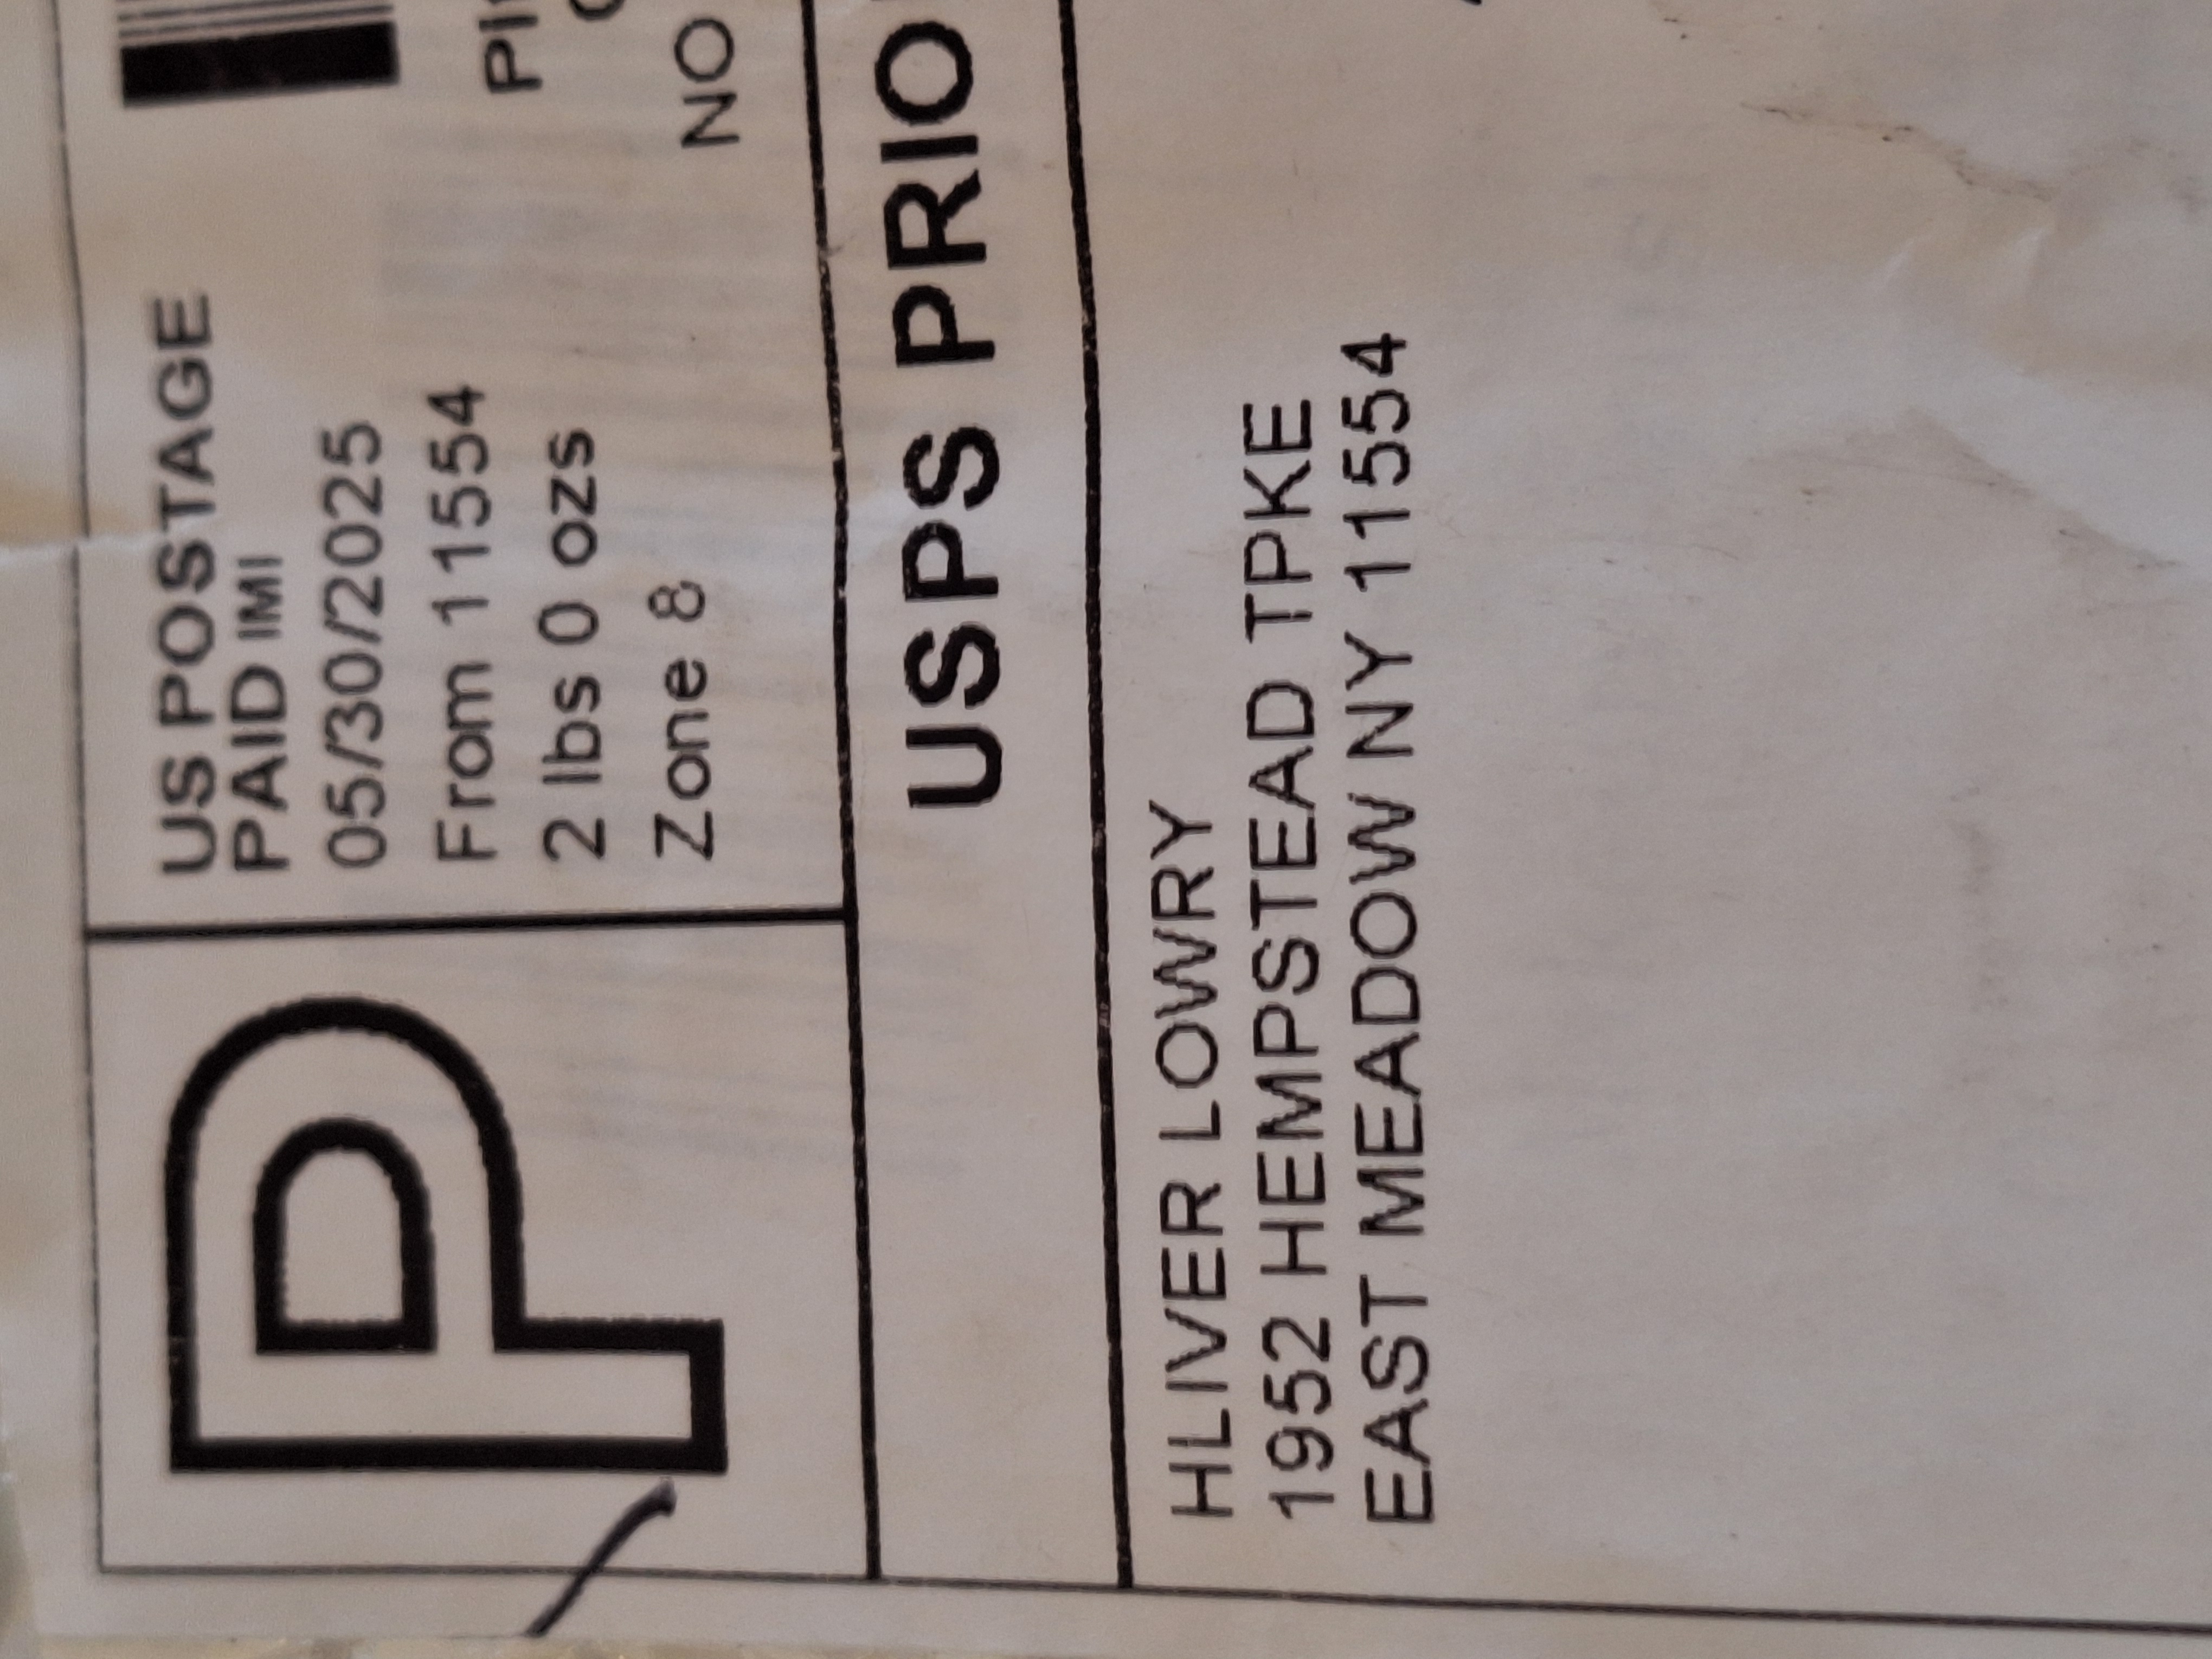 P
US POSTAGE
PAID IMI
05/30/2025
From 11554
2 lbs 0 ozs
Zone 8
NO
USPS PRIO
HLIVER LOWRY
1952 HEMPSTEAD TPKE
EAST MEADOW NY 11554